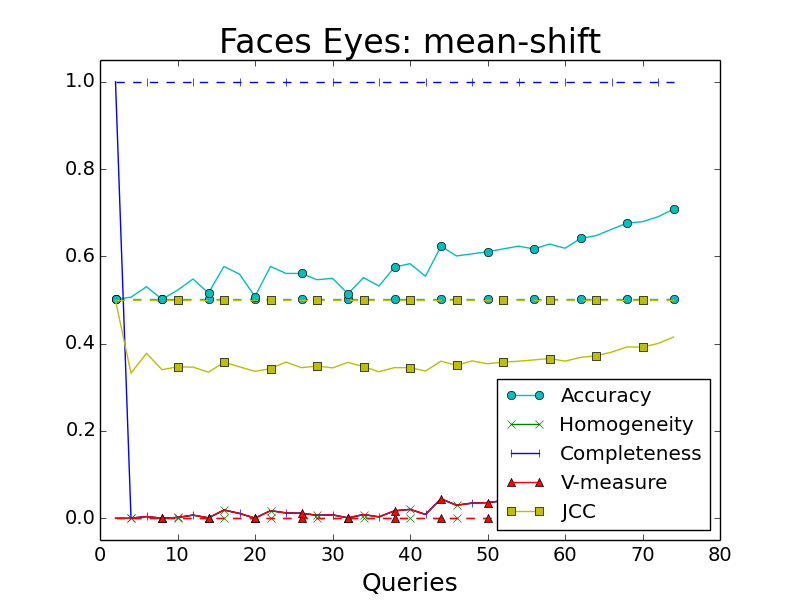 Faces Eyes: mean-shift
1.0
0.8
0.6
0.4
0.2
0.0
Accuracy
Homogeneity
Completeness
V-measure
JCC
0 10 20 30 40 50 60 70 80
Queries